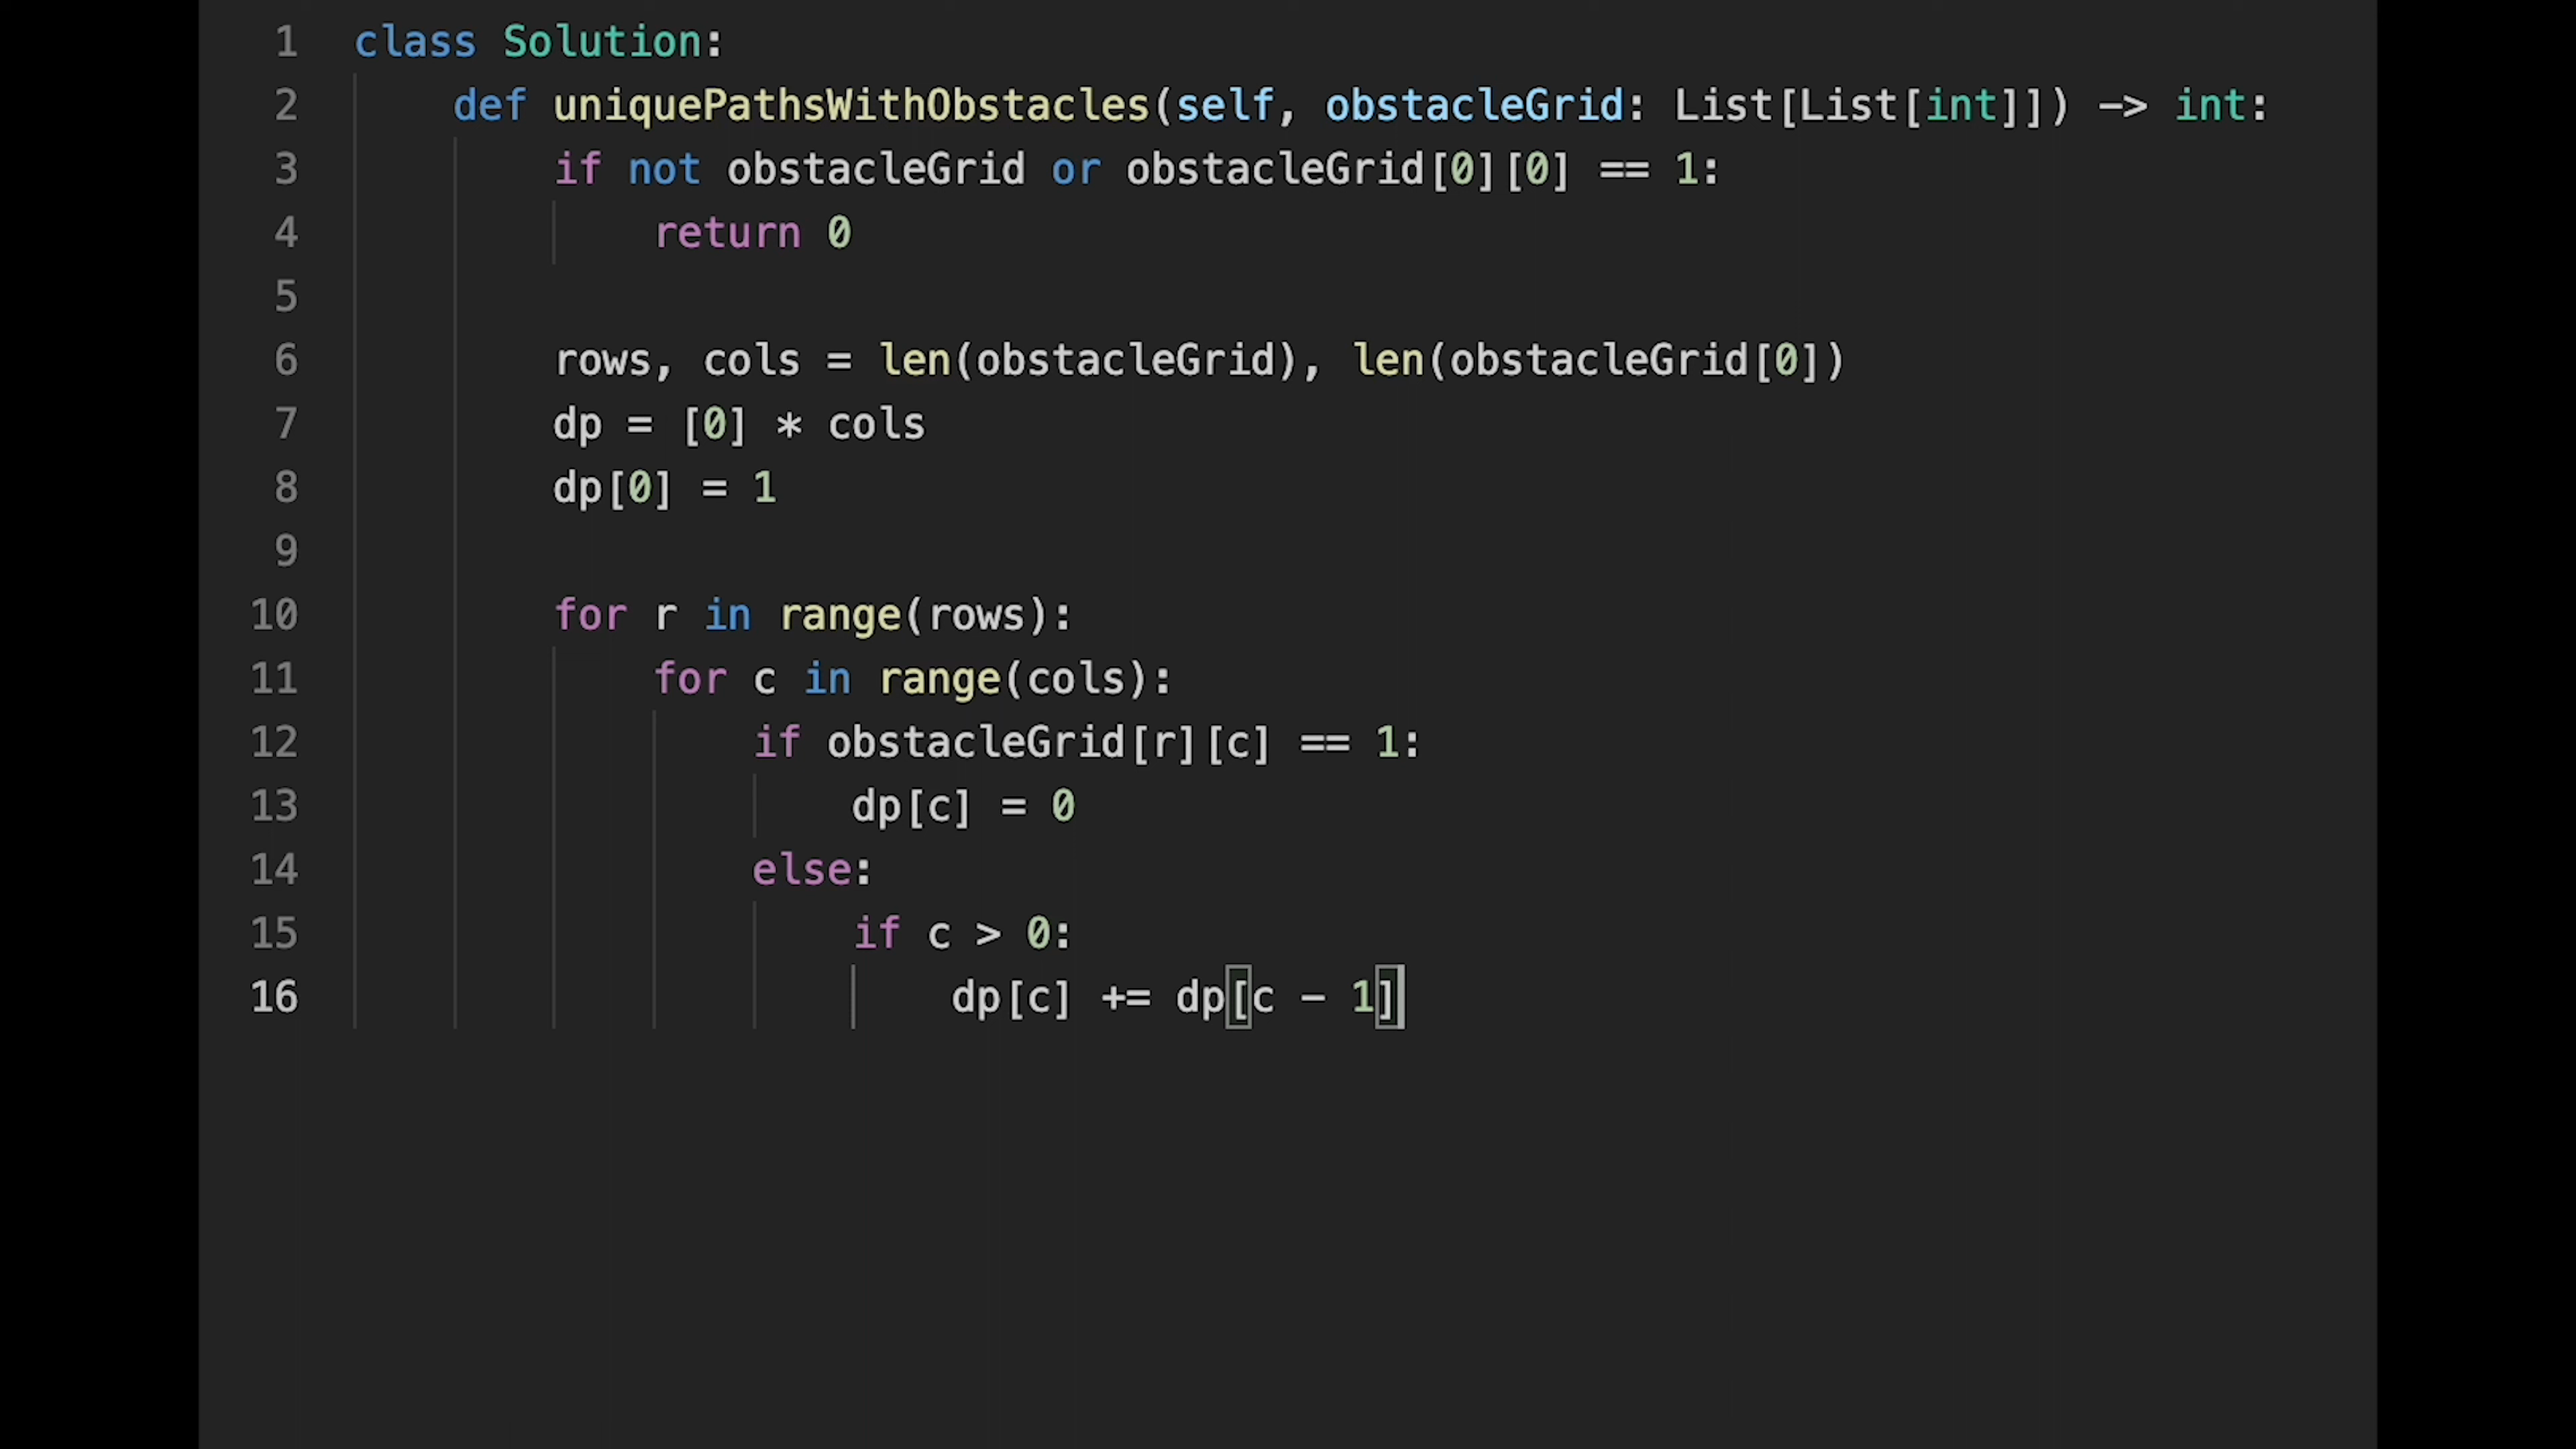 1 class Solution:
2 def uniquePathsWithObstacles(self, obstacleGrid: List[List[int]]) -> int:
3 if not obstacleGrid or obstacleGrid[0][0] == 1:
4 return 0
5
6 rows, cols = len(obstacleGrid), len(obstacleGrid[0])
7 dp = [0] * cols
8 dp[0] = 1
9
10 for r in range(rows):
11 for c in range(cols):
12 if obstacleGrid[r][c] == 1:
13 dp[c] = 0
14 else:
15 if c > 0:
16 dp[c] += dp[c - 1]